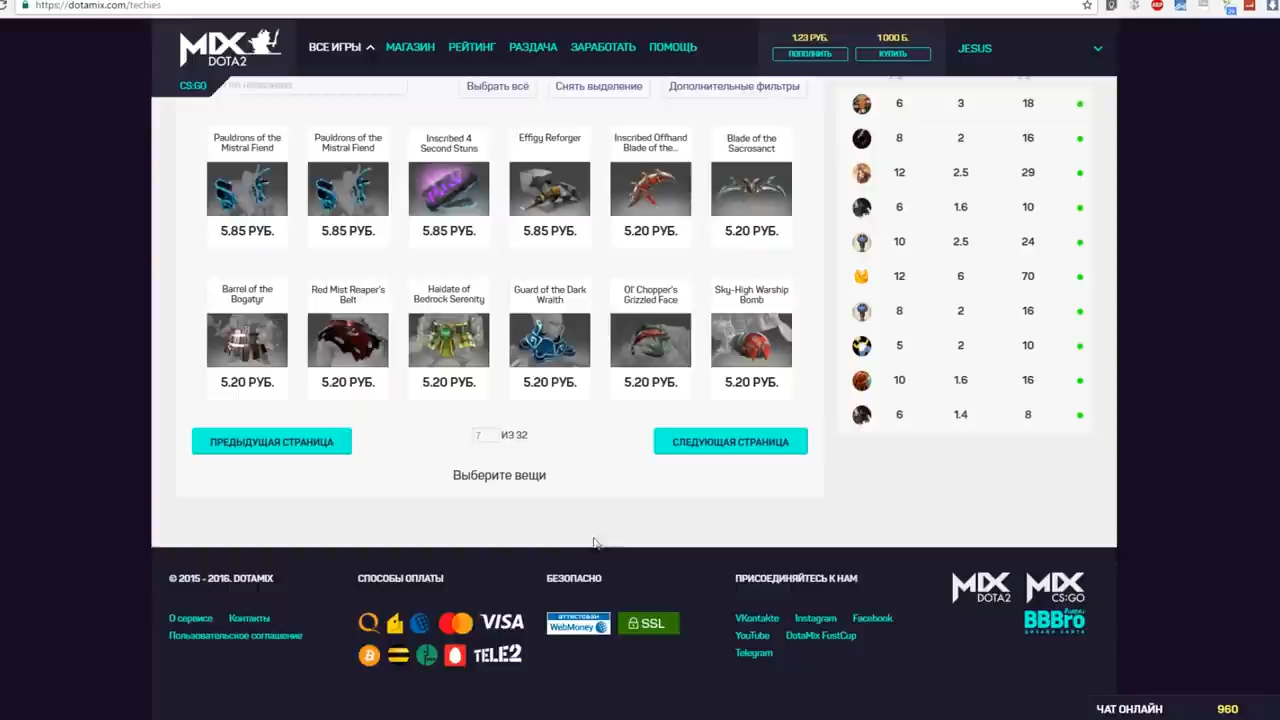 https://dotamix.com/techies
MIX
DOTA2
ВСЕ ИГРЫ
МАГАЗИН
РЕЙТИНГ
РАЗДАЧА
ЗАРАБОТАТЬ
ПОМОЩЬ
1.23 РУБ.
ПОПОЛНИТЬ
1 000 Б.
КУПИТЬ
JESUS
CS:GO
Выбрать всё
Снять выделение
Дополнительные фильтры
Pauldrons of the
Mistral Fiend
5.85 РУБ.
Pauldrons of the
Mistral Fiend
5.85 РУБ.
Inscribed 4
Second Stuns
5.85 РУБ.
Effigy Reforger
5.85 РУБ.
Inscribed Offhand
Blade of the...
5.20 РУБ.
Blade of the
Sacrosanct
5.20 РУБ.
Barrel of the
Bogatyr
5.20 РУБ.
Red Mist Reaper's
Belt
5.20 РУБ.
Haidate of
Bedrock Serenity
5.20 РУБ.
Guard of the Dark
Wraith
5.20 РУБ.
Ol' Chopper's
Grizzled Face
5.20 РУБ.
Sky-High Warship
Bomb
5.20 РУБ.
6 3 18
8 2 16
12 2.5 29
6 1.6 10
10 2.5 24
12 6 70
8 2 16
5 2 10
10 1.6 16
6 1.4 8
ПРЕДЫДУЩАЯ СТРАНИЦА
7 ИЗ 32
СЛЕДУЮЩАЯ СТРАНИЦА
Выберите вещи
© 2015 - 2016. DOTAMIX
О сервисе
Контакты
Пользовательское соглашение
СПОСОБЫ ОПЛАТЫ
VISA
TELE2
БЕЗОПАСНО
АТТЕСТОВАН
WebMoney
SSL
ПРИСОЕДИНЯЙТЕСЬ К НАМ
VKontakte
Instagram
Facebook
YouTube
DotaMix FustCup
Telegram
MIX
DOTA2
MIX
CS:GO
BBBro
ДИЗАЙН САЙТА
ЧАТ ОНЛАЙН
960